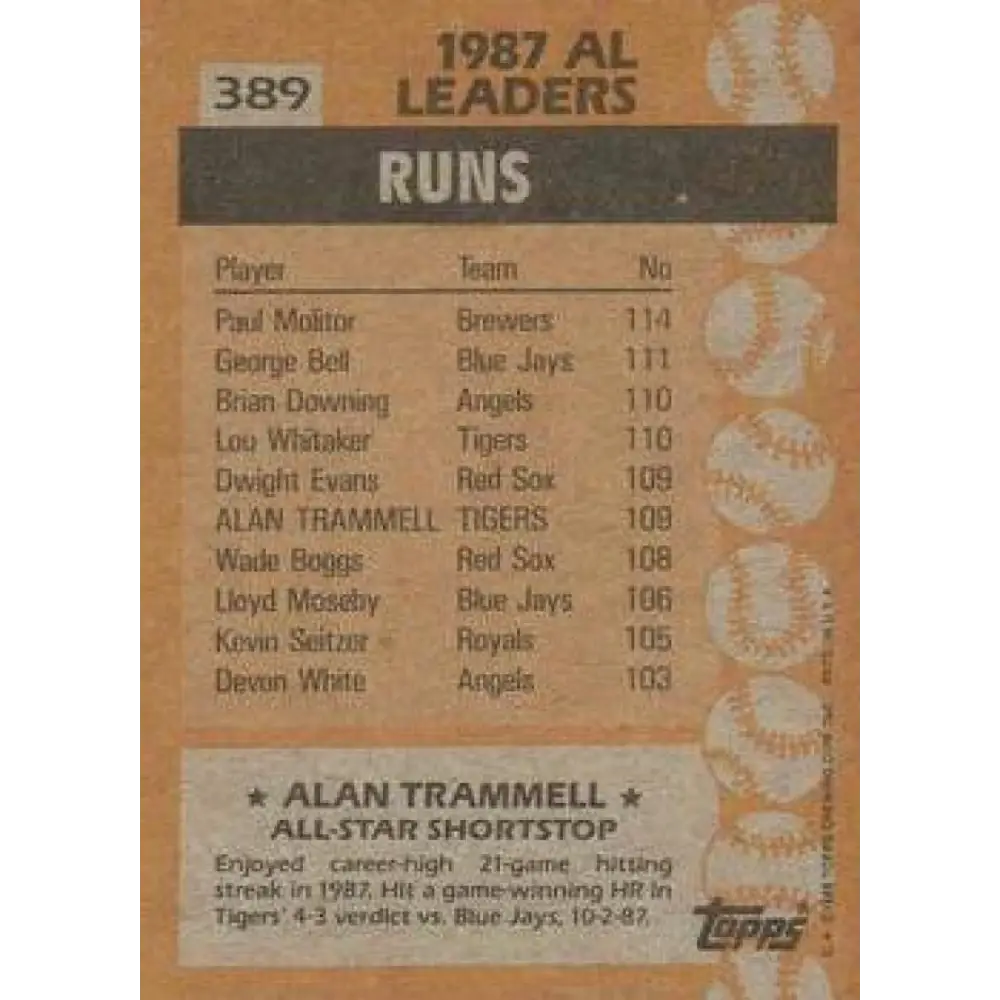 389
1987 AL
LEADERS
RUNS
Player Team No
Paul Molitor Brewers 114
George Bell Blue Jays 111
Brian Downing Angels 110
Lou Whitaker Tigers 110
Dwight Evans Red Sox 109
ALAN TRAMMELL TIGERS 109
Wade Boggs Red Sox 108
Lloyd Moseby Blue Jays 106
Kevin Seitzer Royals 105
Devon White Angels 103
★ ALAN TRAMMELL ★
ALL-STAR SHORTSTOP
Enjoyed career-high 21-game hitting
streak in 1987. Hit a game-winning HR in
Tigers' 4-3 verdict vs. Blue Jays, 10-2-87.
Topps